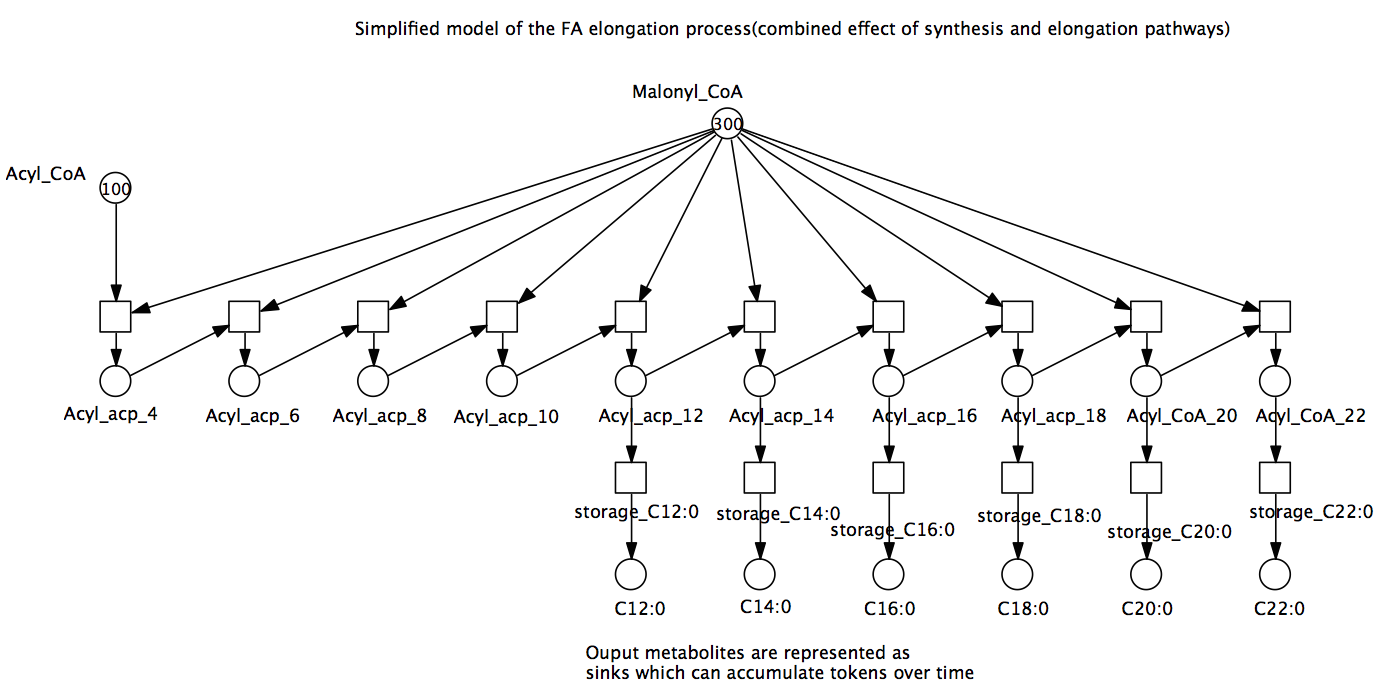 Simplified model of the FA elongation process(combined effect of synthesis and elongation pathways)
Malonyl_CoA
300
Acyl_CoA
100
Acyl_acp_4
Acyl_acp_6
Acyl_acp_8
Acyl_acp_10
Acyl_acp_12
Acyl_acp_14
Acyl_acp_16
Acyl_acp_18
Acyl_CoA_20
Acyl_CoA_22
storage_C12:0
storage_C14:0
storage_C16:0
storage_C18:0
storage_C20:0
storage_C22:0
C12:0
C14:0
C16:0
C18:0
C20:0
C22:0
Ouput metabolites are represented as
sinks which can accumulate tokens over time